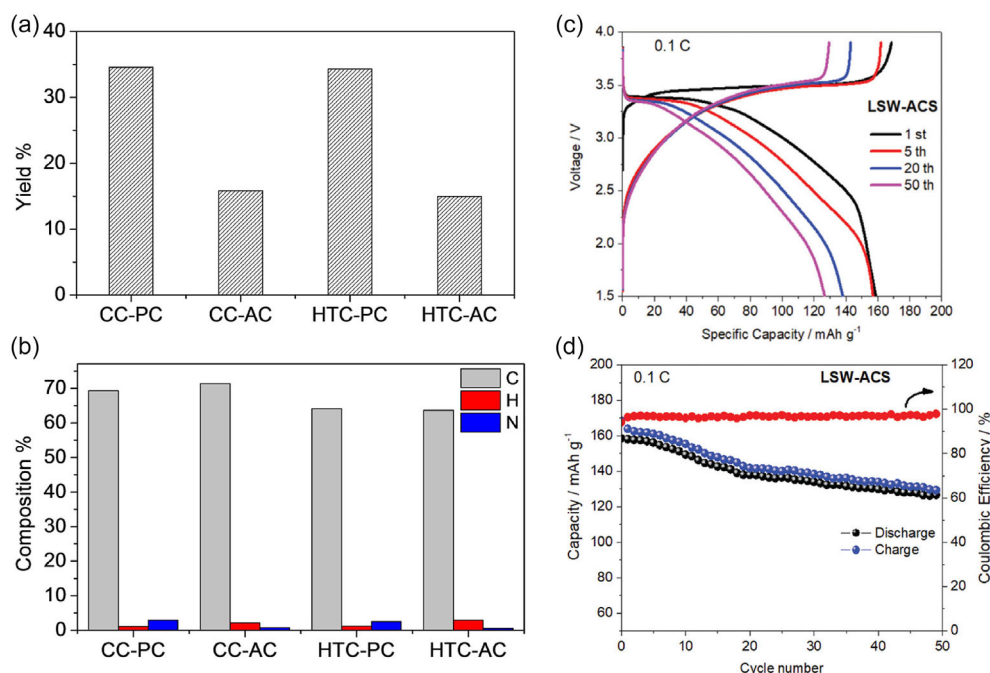 (a)
40
30
20
10
0
Yield %
CC-PC
CC-AC
HTC-PC
HTC-AC
(b)
70
60
50
40
30
20
10
0
Composition %
C
H
N
CC-PC
CC-AC
HTC-PC
HTC-AC
(c)
0.1 C
4.0
3.5
3.0
2.5
2.0
1.5
Voltage / V
LSW-ACS
1 st
5 th
20 th
50 th
0 20 40 60 80 100 120 140 160 180 200
Specific Capacity / mAh g⁻¹
(d)
0.1 C
LSW-ACS
200
180
160
140
120
100
80
60
Capacity / mAh g⁻¹
120
100
80
60
40
20
0
Coulombic Efficiency / %
Discharge
Charge
0 10 20 30 40 50
Cycle number